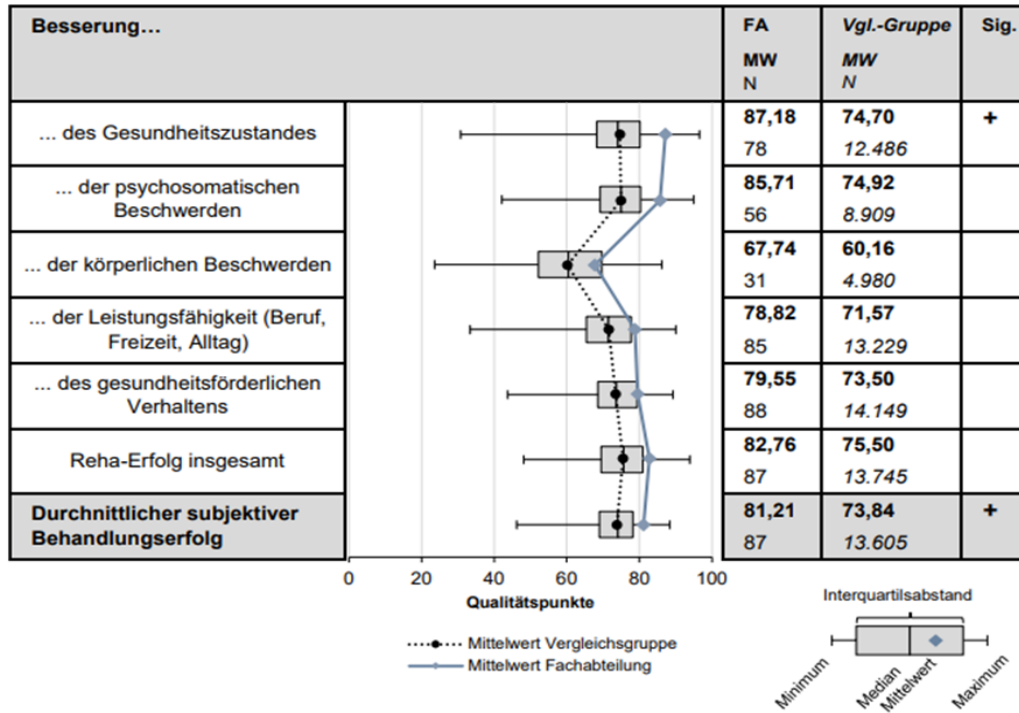 Besserung…
FA
Vgl.-Gruppe
Sig.
MW
MW
N
N
... des Gesundheitszustandes
87,18
74,70
+
78
12.486
... der psychosomatischen
Beschwerden
85,71
74,92
56
8.909
... der körperlichen Beschwerden
67,74
60,16
31
4.980
... der Leistungsfähigkeit (Beruf,
Freizeit, Alltag)
78,82
71,57
85
13.229
... des gesundheitsförderlichen
Verhaltens
79,55
73,50
88
14.149
Reha-Erfolg insgesamt
82,76
75,50
87
13.745
Durchnittlicher subjektiver
Behandlungserfolg
81,21
73,84
+
87
13.605
0 20 40 60 80 100
Qualitätspunkte
Mittelwert Vergleichsgruppe
Mittelwert Fachabteilung
Interquartilsabstand
Minimum
Median
Mittelwert
Maximum